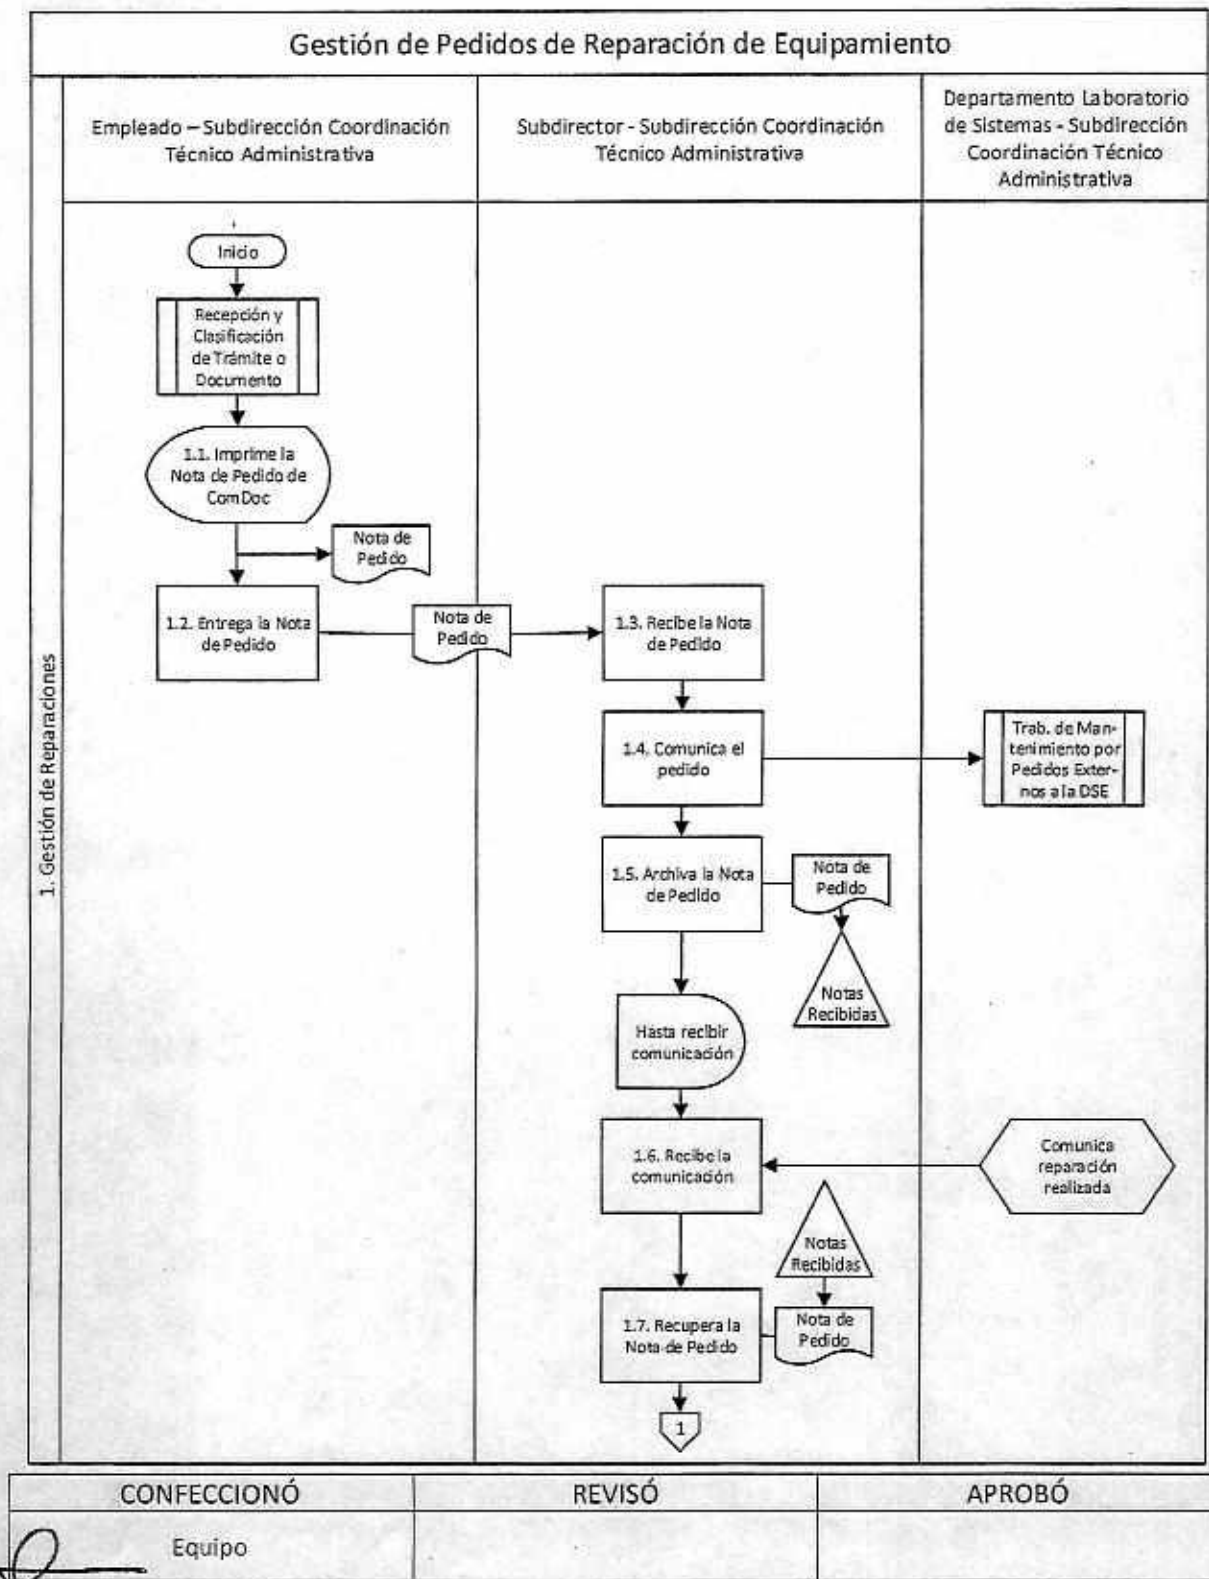 Gestión de Pedidos de Reparación de Equipamiento
Empleado – Subdirección Coordinación
Técnico Administrativa
Subdirector - Subdirección Coordinación
Técnico Administrativa
Departamento Laboratorio
de Sistemas - Subdirección
Coordinación Técnico
Administrativa
1. Gestión de Reparaciones
Inicio
Recepción y
Clasificación
de Trámite o
Documento
1.1. Imprime la
Nota de Pedido de
ComDoc
Nota de
Pedido
1.2. Entrega la Nota
de Pedido
Nota de
Pedido
1.3. Recibe la Nota
de Pedido
1.4. Comunica el
pedido
Trab. de Man-
tenimiento por
Pedidos Exter-
nos a la DSE
1.5. Archiva la Nota
de Pedido
Nota de
Pedido
Notas
Recibidas
Hasta recibir
comunicación
1.6. Recibe la
comunicación
Comunica
reparación
realizada
Notas
Recibidas
1.7. Recupera la
Nota de Pedido
Nota de
Pedido
1
CONFECCIONÓ
REVISÓ
APROBÓ
Equipo